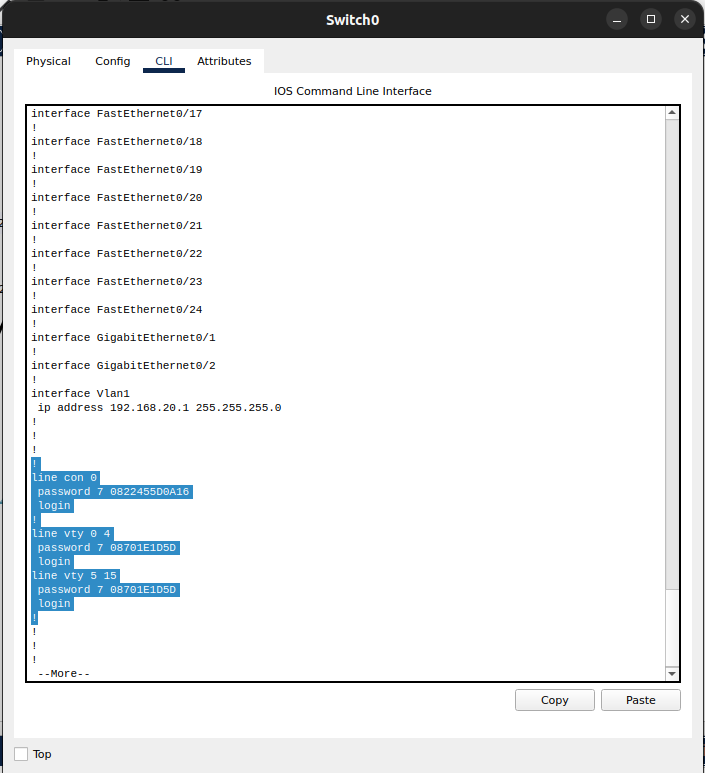 Switch0
Physical Config CLI Attributes
IOS Command Line Interface
interface FastEthernet0/17
!
interface FastEthernet0/18
!
interface FastEthernet0/19
!
interface FastEthernet0/20
!
interface FastEthernet0/21
!
interface FastEthernet0/22
!
interface FastEthernet0/23
!
interface FastEthernet0/24
!
interface GigabitEthernet0/1
!
interface GigabitEthernet0/2
!
interface Vlan1
 ip address 192.168.20.1 255.255.255.0
!
!
!
!
line con 0
 password 7 0822455D0A16
 login
!
line vty 0 4
 password 7 08701E1D5D
 login
line vty 5 15
 password 7 08701E1D5D
 login
!
!
!
!
 --More--
Copy Paste
Top